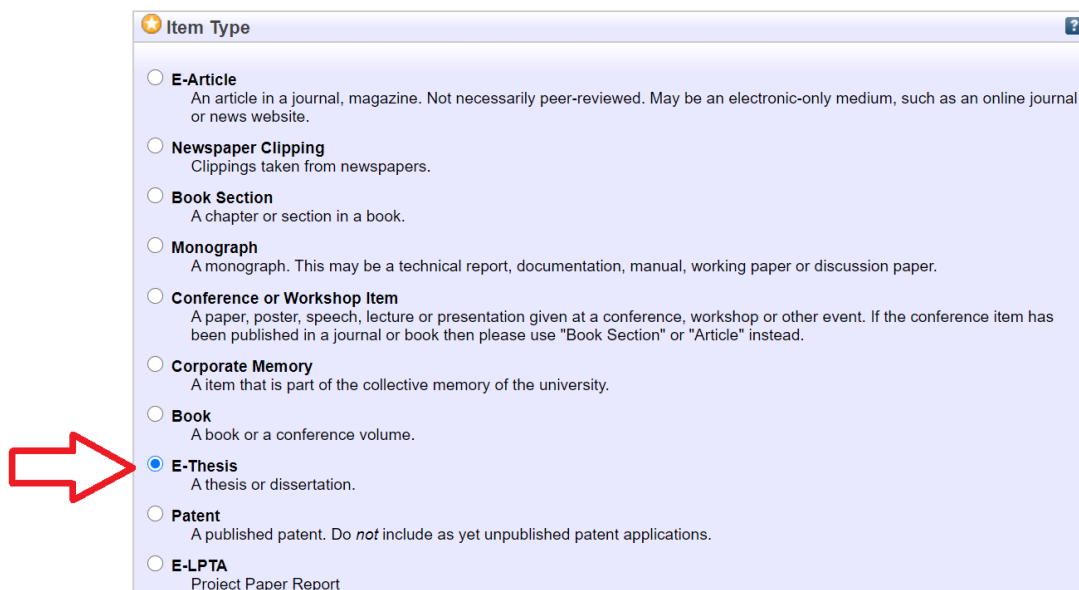 Item Type
?
E-Article
An article in a journal, magazine. Not necessarily peer-reviewed. May be an electronic-only medium, such as an online journal
or news website.
Newspaper Clipping
Clippings taken from newspapers.
Book Section
A chapter or section in a book.
Monograph
A monograph. This may be a technical report, documentation, manual, working paper or discussion paper.
Conference or Workshop Item
A paper, poster, speech, lecture or presentation given at a conference, workshop or other event. If the conference item has
been published in a journal or book then please use "Book Section" or "Article" instead.
Corporate Memory
A item that is part of the collective memory of the university.
Book
A book or a conference volume.
E-Thesis
A thesis or dissertation.
Patent
A published patent. Do not include as yet unpublished patent applications.
E-LPTA
Project Paper Report